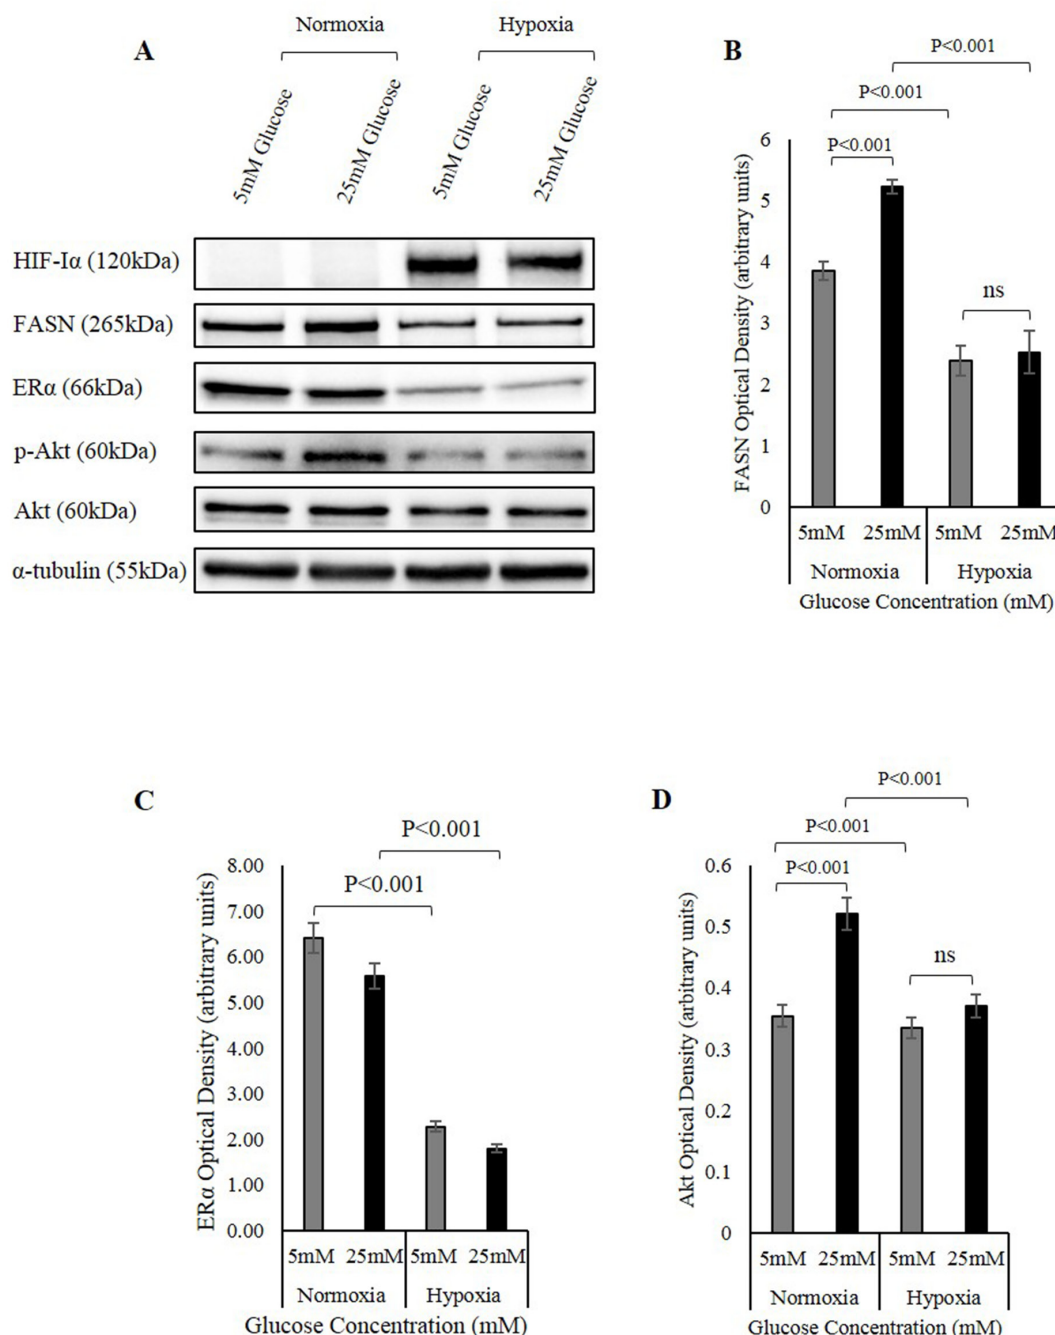 A
Normoxia
Hypoxia
5mM Glucose
25mM Glucose
5mM Glucose
25mM Glucose
HIF-Iα (120kDa)
FASN (265kDa)
ERα (66kDa)
p-Akt (60kDa)
Akt (60kDa)
α-tubulin (55kDa)
B
P<0.001
P<0.001
P<0.001
ns
FASN Optical Density (arbitrary units)
6
5
4
3
2
1
0
5mM 25mM 5mM 25mM
Normoxia Hypoxia
Glucose Concentration (mM)
C
P<0.001
P<0.001
ERα Optical Density (arbitrary units)
8.00
7.00
6.00
5.00
4.00
3.00
2.00
1.00
0.00
5mM 25mM 5mM 25mM
Normoxia Hypoxia
Glucose Concentration (mM)
D
P<0.001
P<0.001
P<0.001
ns
Akt Optical Density (arbitrary units)
0.6
0.5
0.4
0.3
0.2
0.1
0
5mM 25mM 5mM 25mM
Normoxia Hypoxia
Glucose Concentration (mM)